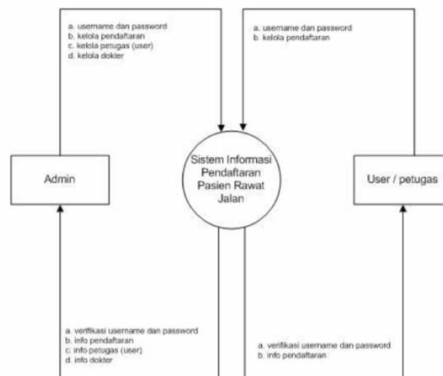 a. username dan password
b. kelola pendaftaran
c. kelola petugas (user)
d. kelola dokter
a. username dan password
b. kelola pendaftaran
Admin
Sistem Informasi
Pendaftaran
Pasien Rawat
Jalan
User / petugas
a. verifikasi username dan password
b. info pendaftaran
c. info petugas (user)
d. info dokter
a. verifikasi username dan password
b. info pendaftaran